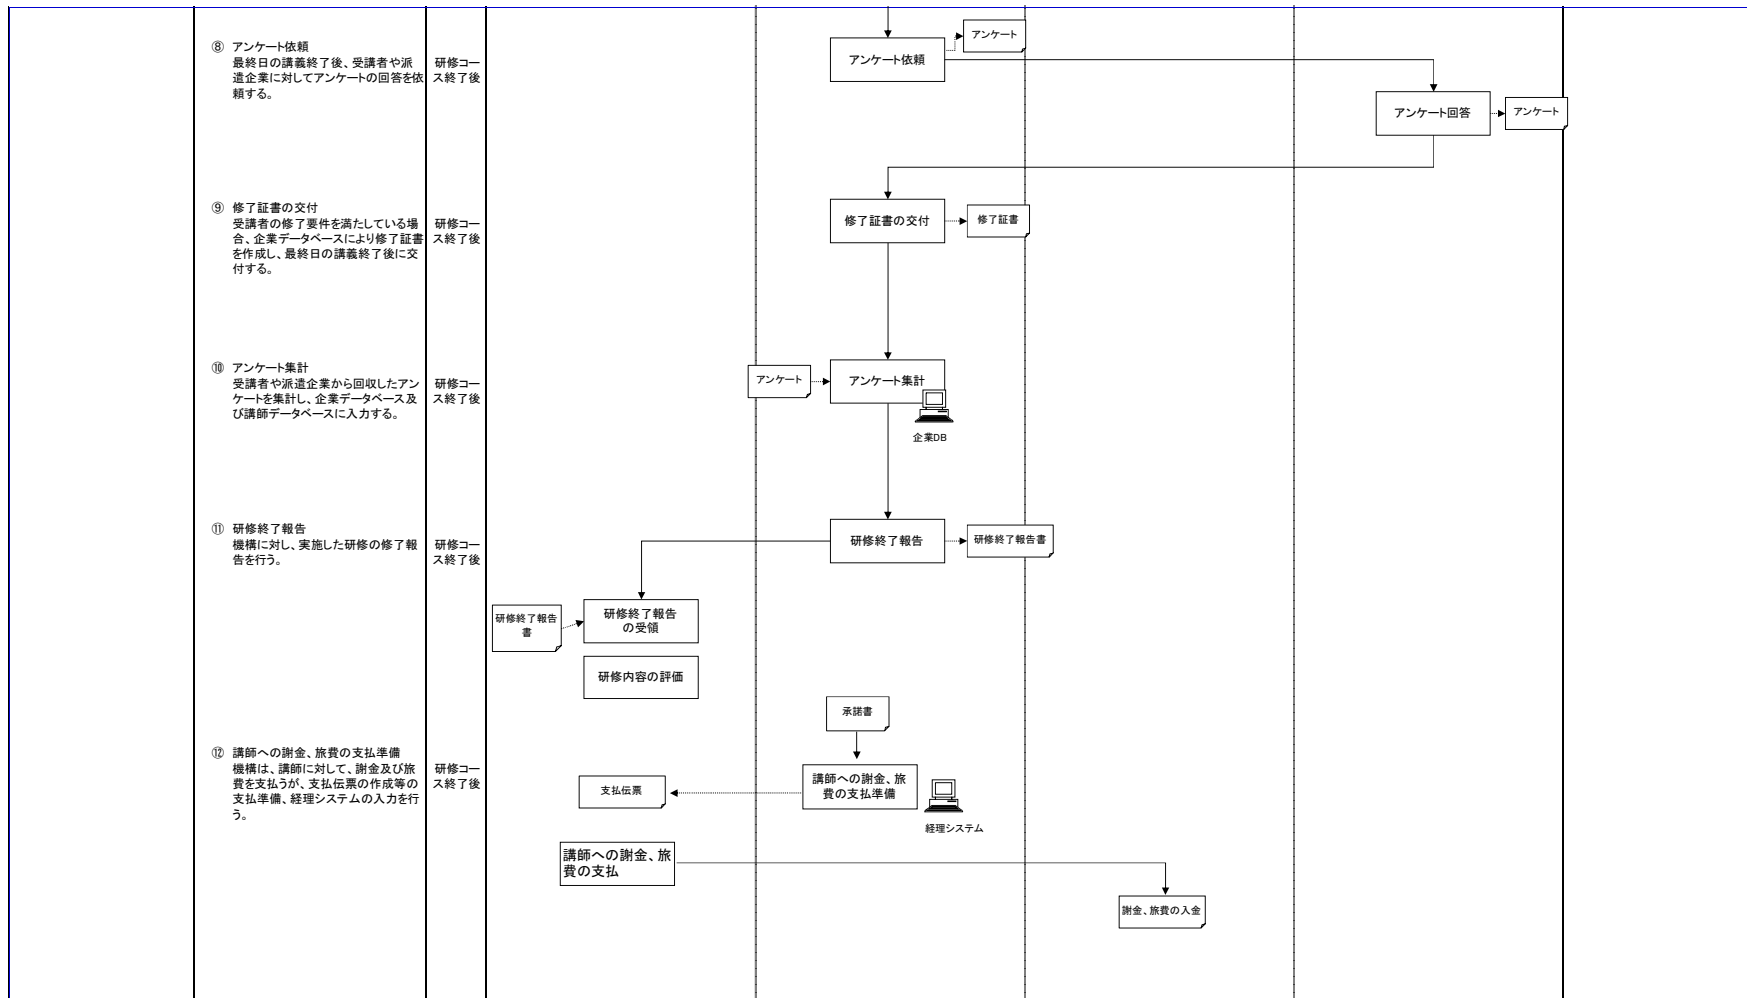 アンケート
⑧ アンケート依頼
最終日の講義終了後、受講者や派
遣企業に対してアンケートの回答を依
頼する。
研修コー
ス終了後
アンケート依頼
アンケート回答
アンケート
⑨ 修了証書の交付
受講者の修了要件を満たしている場
合、企業データベースにより修了証書
を作成し、最終日の講義終了後に交
付する。
研修コー
ス終了後
修了証書の交付
修了証書
⑩ アンケート集計
受講者や派遣企業から回収したアン
ケートを集計し、企業データベース及
び講師データベースに入力する。
研修コー
ス終了後
アンケート
アンケート集計
企業DB
⑪ 研修終了報告
機構に対し、実施した研修の修了報
告を行う。
研修コー
ス終了後
研修終了報告
研修終了報告書
研修終了報告
書
研修終了報告
の受領
研修内容の評価
承諾書
⑫ 講師への謝金、旅費の支払準備
機構は、講師に対して、謝金及び旅
費を支払うが、支払伝票の作成等の
支払準備、経理システムの入力を行
う。
研修コー
ス終了後
支払伝票
講師への謝金、旅
費の支払準備
経理システム
講師への謝金、旅
費の支払
謝金、旅費の入金